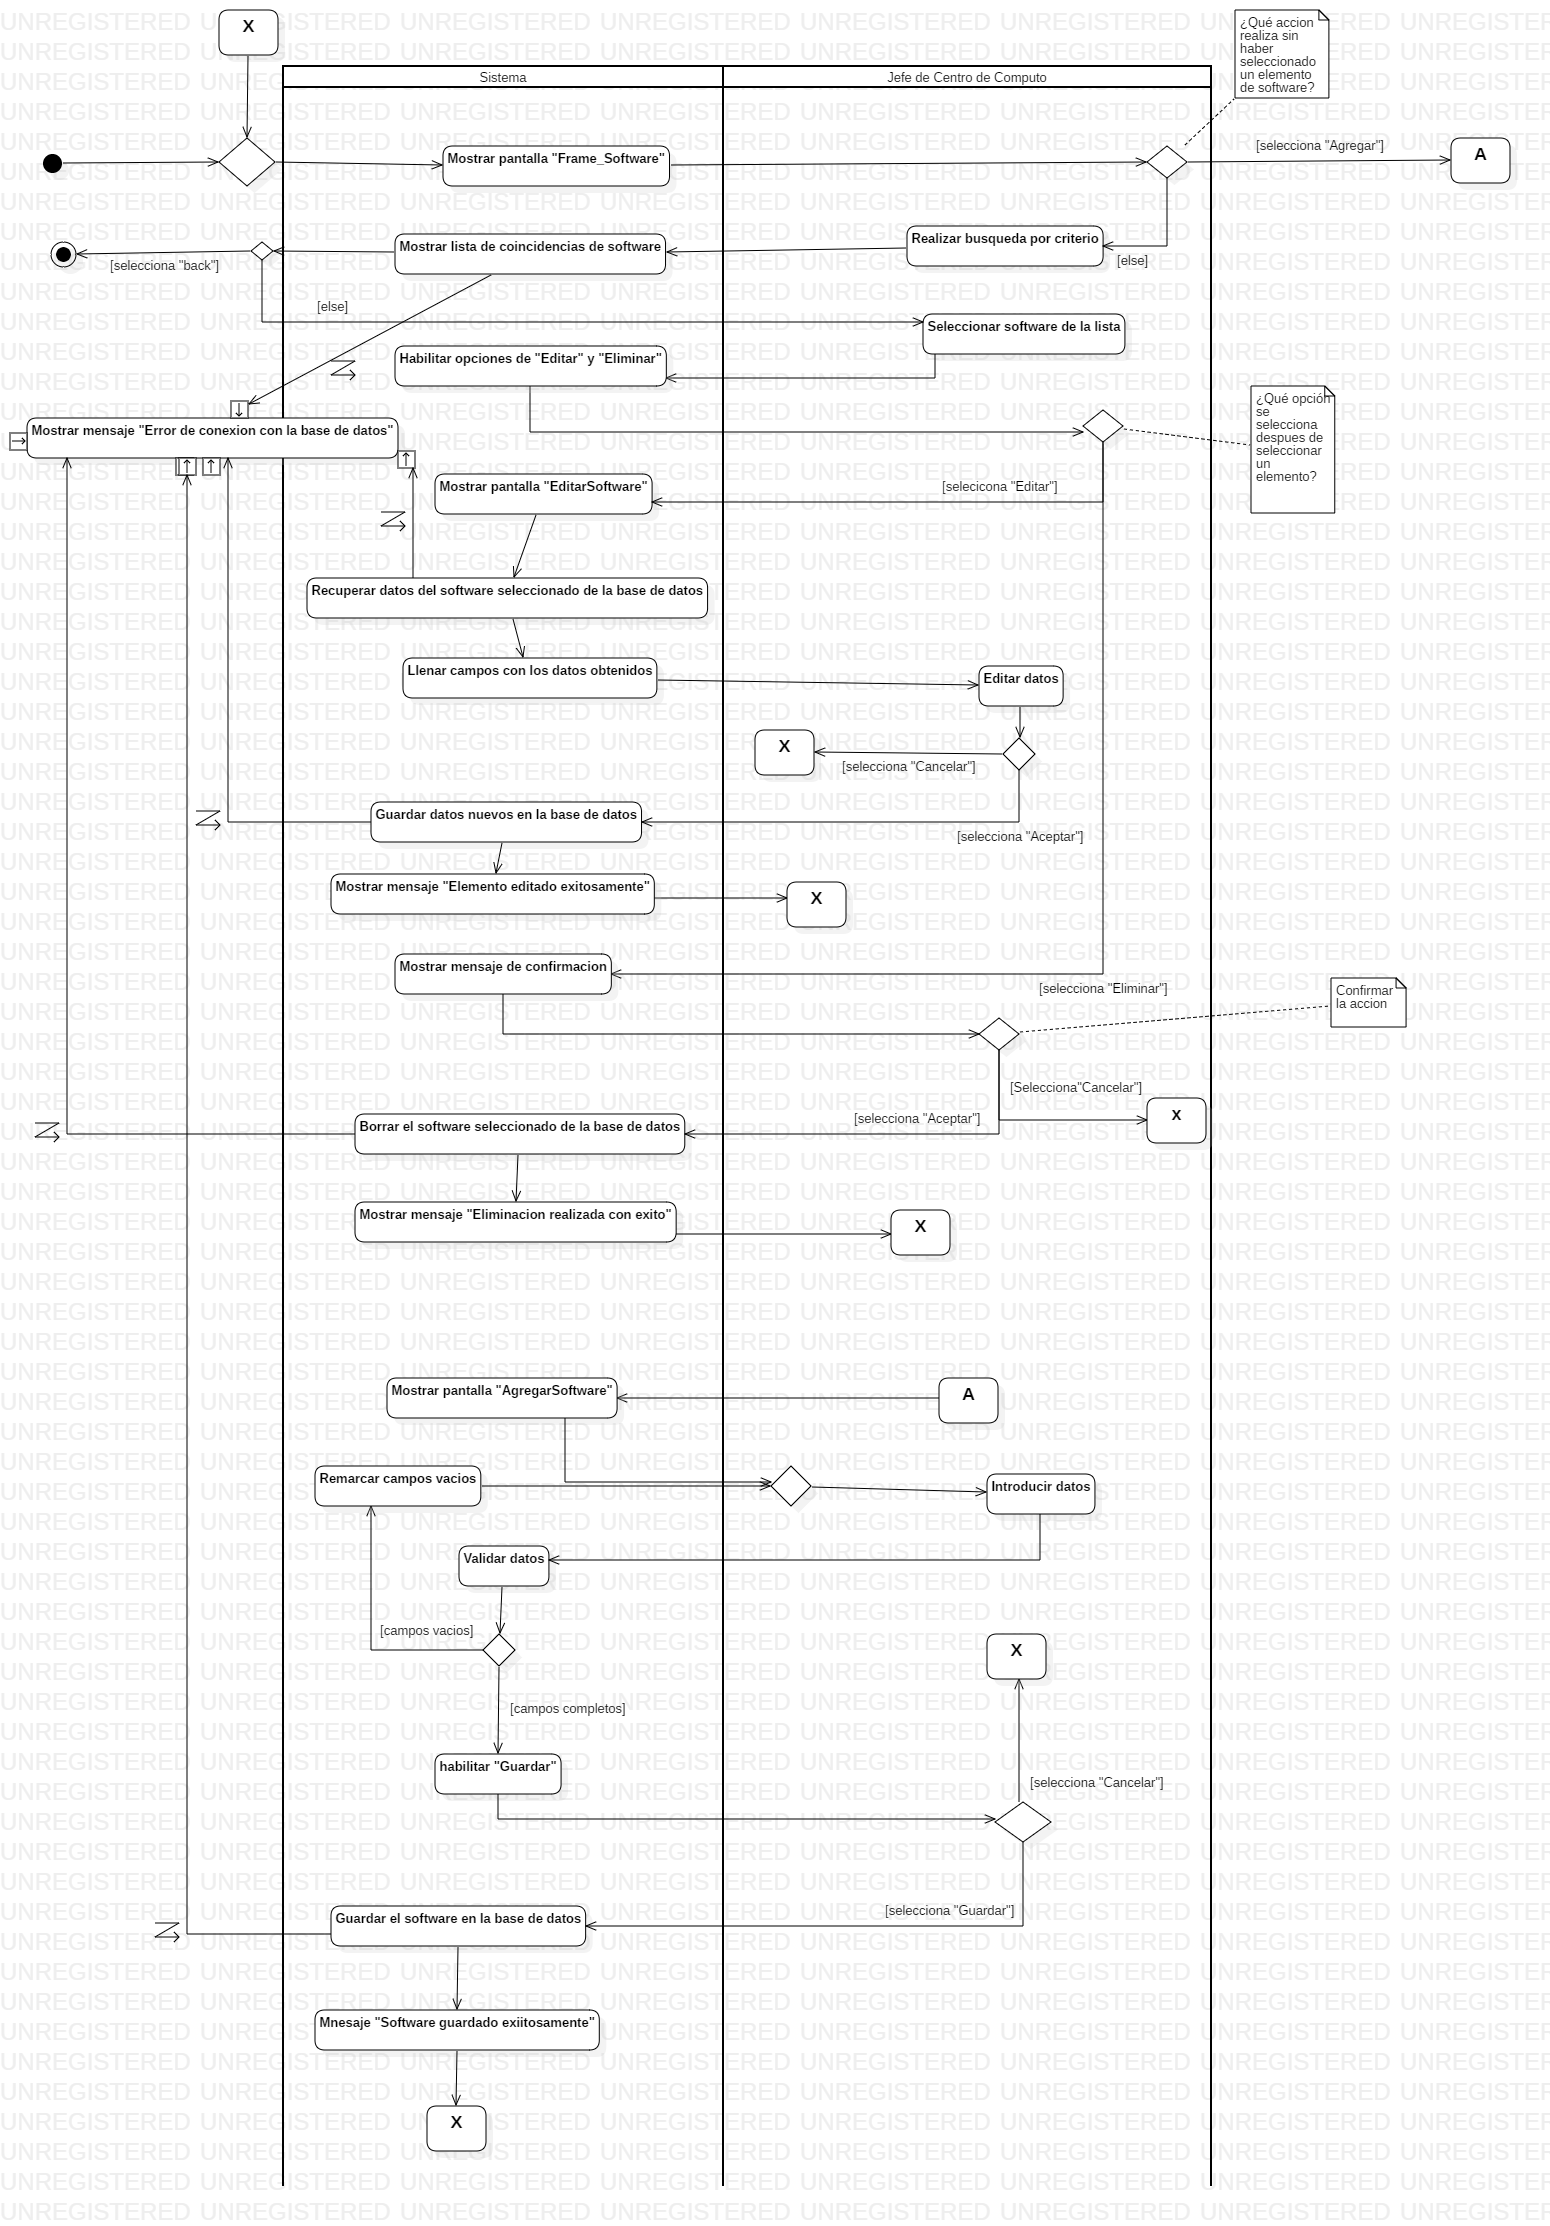 X
¿Qué accion
realiza sin
haber
seleccionado
un elemento
de software?
Sistema
Jefe de Centro de Computo
Mostrar pantalla "Frame_Software"
[selecciona "Agregar"]
A
Mostrar lista de coincidencias de software
Realizar busqueda por criterio
[selecciona "back"]
[else]
[else]
Seleccionar software de la lista
Habilitar opciones de "Editar" y "Eliminar"
¿Qué opción
se
selecciona
despues de
seleccionar
un
elemento?
Mostrar mensaje "Error de conexion con la base de datos"
Mostrar pantalla "EditarSoftware"
[selecicona "Editar"]
Recuperar datos del software seleccionado de la base de datos
Llenar campos con los datos obtenidos
Editar datos
X
[selecciona "Cancelar"]
Guardar datos nuevos en la base de datos
[selecciona "Aceptar"]
Mostrar mensaje "Elemento editado exitosamente"
X
Mostrar mensaje de confirmacion
[selecciona "Eliminar"]
Confirmar
la accion
[Selecciona"Cancelar"]
Borrar el software seleccionado de la base de datos
[selecciona "Aceptar"]
X
Mostrar mensaje "Eliminacion realizada con exito"
X
Mostrar pantalla "AgregarSoftware"
A
Remarcar campos vacios
Introducir datos
Validar datos
[campos vacios]
X
[campos completos]
habilitar "Guardar"
[selecciona "Cancelar"]
[selecciona "Guardar"]
Guardar el software en la base de datos
Mnesaje "Software guardado exiitosamente"
X
UNREGISTERED